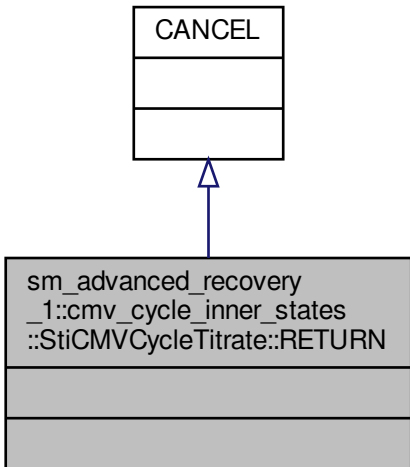 CANCEL
sm_advanced_recovery
_1::cmv_cycle_inner_states
::StiCMVCycleTitrate::RETURN